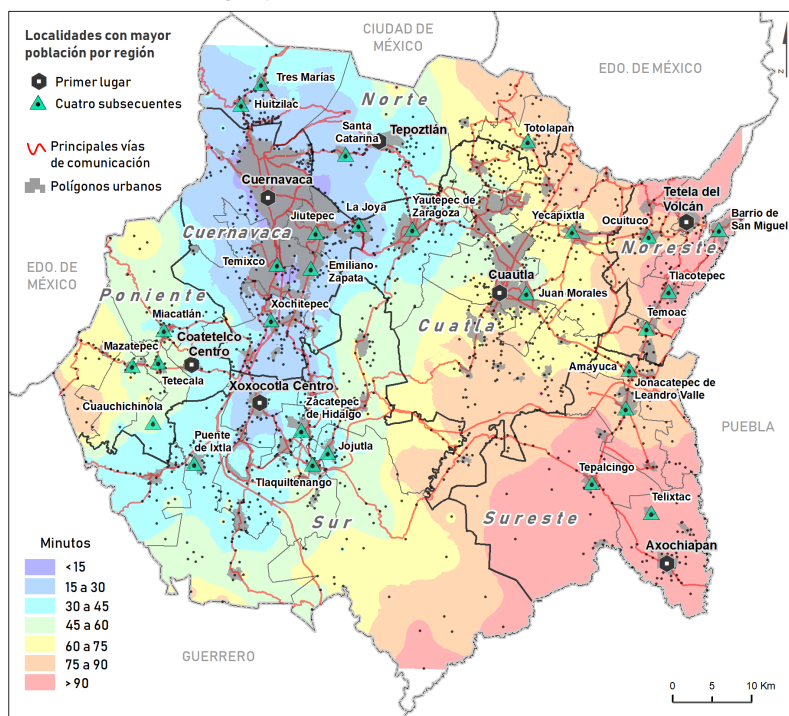 Localidades con mayor
población por región
Primer lugar
Cuatro subsecuentes
Principales vías
de comunicación
Polígonos urbanos
CIUDAD DE
MÉXICO
EDO. DE MÉXICO
z
Tres Marías
Huitzilac
Norte
Santa
Catarina
Tepoztlán
Totolapan
Cuernavaca
Tetela del
Volcán
La Joya
Yautepec de
Zaragoza
Jiutepec
Yecapixtla
Ocuituco
Barrio de
San Miguel
Cuernavaca
Noreste
EDO. DE
MÉXICO
Temixco
Emiliano
Zapata
Cuautla
Tlacotepec
Poniente
Juan Morales
Xochitepec
Miacatlán
Temoac
Cuatla
Coatetelco
Centro
Mazatepec
Tetecala
Amayuca
Xoxocotla Centro
Jonacatepec de
Leandro Valle
Cuauchichinola
Zacatepec
de Hidalgo
PUEBLA
Puente
de Ixtla
Jojutla
Tepalcingo
Tlaquiltenango
Telixtac
Sur
Sureste
Axochiapan
Minutos
<15
15 a 30
30 a 45
45 a 60
60 a 75
75 a 90
> 90
GUERRERO
0 5 10 Km